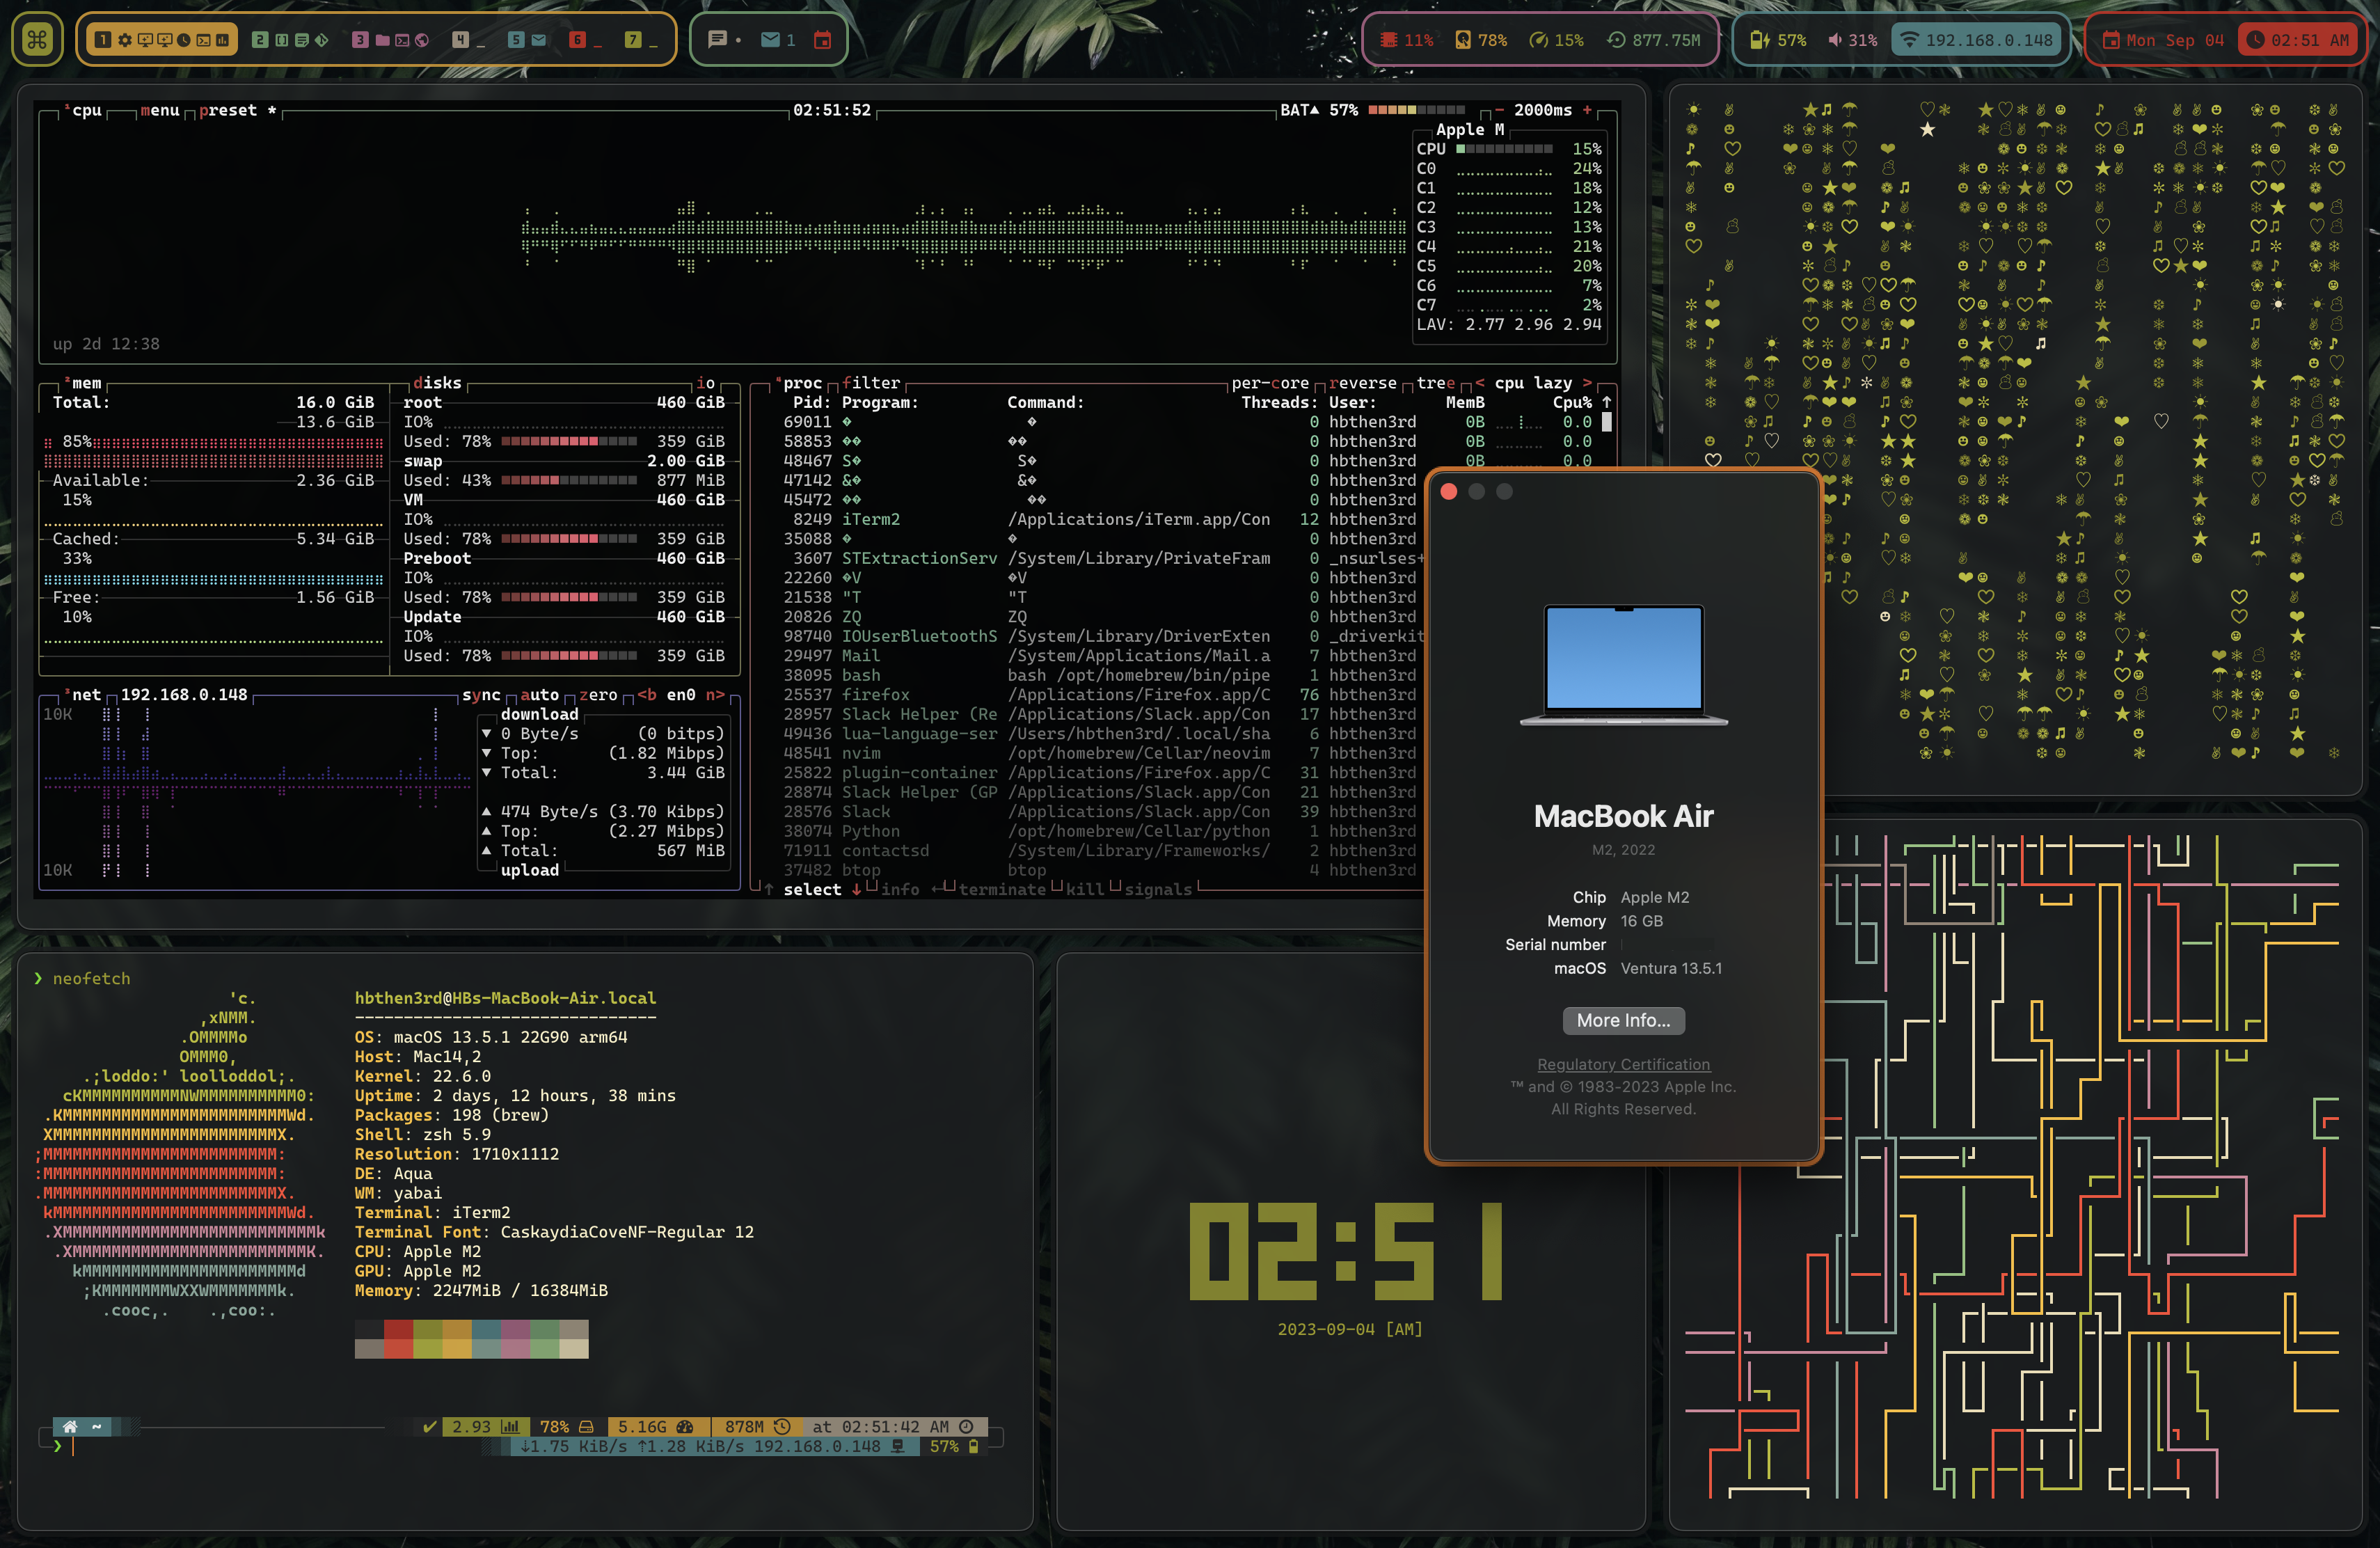 1 2 3 4 _ 5 6 _ 7 _ 1 11% 78% 15% 877.75M 57% 31% 192.168.0.148 Mon Sep 04 02:51 AM
¹cpu menu preset * 02:51:52 BAT▲ 57% - 2000ms +
Apple M
CPU 15%
C0 24%
C1 18%
C2 12%
C3 13%
C4 21%
C5 20%
C6 7%
C7 2%
LAV: 2.77 2.96 2.94
up 2d 12:38
²mem
Total: 16.0 GiB
13.6 GiB
85%
Available: 2.36 GiB
15%
Cached: 5.34 GiB
33%
Free: 1.56 GiB
10%
disks io
root 460 GiB
IO%
Used: 78% 359 GiB
swap 2.00 GiB
Used: 43% 877 MiB
VM 460 GiB
IO%
Used: 78% 359 GiB
Preboot 460 GiB
IO%
Used: 78% 359 GiB
Update 460 GiB
IO%
Used: 78% 359 GiB
³net 192.168.0.148 sync auto zero <b en0 n>
10K
download
▼ 0 Byte/s (0 bitps)
▼ Top: (1.82 Mibps)
▼ Total: 3.44 GiB
▲ 474 Byte/s (3.70 Kibps)
▲ Top: (2.27 Mibps)
▲ Total: 567 MiB
upload
10K
⁴proc filter per-core reverse tree < cpu lazy >
Pid: Program: Command: Threads: User: MemB Cpu% ↑
69011 � � 0 hbthen3rd 0B 0.0
58853 �� �� 0 hbthen3rd 0B 0.0
48467 S� S� 0 hbthen3rd 0B 0.0
47142 &� &� 0 hbthen3rd
45472 �� �� 0 hbthen3rd
8249 iTerm2 /Applications/iTerm.app/Con 12 hbthen3rd
35088 � � 0 hbthen3rd
3607 STExtractionServ /System/Library/PrivateFram 0 _nsurlses+
22260 �V �V 0 hbthen3rd
21538 "T "T 0 hbthen3rd
20826 ZQ ZQ 0 hbthen3rd
98740 IOUserBluetoothS /System/Library/DriverExten 0 _driverkit
29497 Mail /System/Applications/Mail.a 7 hbthen3rd
38095 bash bash /opt/homebrew/bin/pipe 1 hbthen3rd
25537 firefox /Applications/Firefox.app/C 76 hbthen3rd
28957 Slack Helper (Re /Applications/Slack.app/Con 17 hbthen3rd
49436 lua-language-ser /Users/hbthen3rd/.local/sha 6 hbthen3rd
48541 nvim /opt/homebrew/Cellar/neovim 7 hbthen3rd
25822 plugin-container /Applications/Firefox.app/C 31 hbthen3rd
28874 Slack Helper (GP /Applications/Slack.app/Con 21 hbthen3rd
28576 Slack /Applications/Slack.app/Con 39 hbthen3rd
38074 Python /opt/homebrew/Cellar/python 1 hbthen3rd
71911 contactsd /System/Library/Frameworks/ 2 hbthen3rd
37482 btop btop 4 hbthen3rd
↑ select ↓ info ↵ terminate kill signals
MacBook Air
M2, 2022
Chip Apple M2
Memory 16 GB
Serial number
macOS Ventura 13.5.1
More Info...
Regulatory Certification
™ and © 1983-2023 Apple Inc.
All Rights Reserved.
❯ neofetch
'c.
,xNMM.
.OMMMMo
OMMM0,
.;loddo:' loolloddol;.
cKMMMMMMMMMMNWMMMMMMMMMM0:
.KMMMMMMMMMMMMMMMMMMMMMMMWd.
XMMMMMMMMMMMMMMMMMMMMMMMX.
;MMMMMMMMMMMMMMMMMMMMMMMM:
:MMMMMMMMMMMMMMMMMMMMMMMM:
.MMMMMMMMMMMMMMMMMMMMMMMMX.
kMMMMMMMMMMMMMMMMMMMMMMMMWd.
.XMMMMMMMMMMMMMMMMMMMMMMMMMMk
.XMMMMMMMMMMMMMMMMMMMMMMMMK.
kMMMMMMMMMMMMMMMMMMMMMMd
;KMMMMMMMWXXWMMMMMMMk.
.cooc,. .,coo:.
hbthen3rd@HBs-MacBook-Air.local
-------------------------------
OS: macOS 13.5.1 22G90 arm64
Host: Mac14,2
Kernel: 22.6.0
Uptime: 2 days, 12 hours, 38 mins
Packages: 198 (brew)
Shell: zsh 5.9
Resolution: 1710x1112
DE: Aqua
WM: yabai
Terminal: iTerm2
Terminal Font: CaskaydiaCoveNF-Regular 12
CPU: Apple M2
GPU: Apple M2
Memory: 2247MiB / 16384MiB
~ ✔ 2.93 78% 5.16G 878M at 02:51:42 AM
❯ ↓1.75 KiB/s ↑1.28 KiB/s 192.168.0.148 57%
02:51
2023-09-04 [AM]